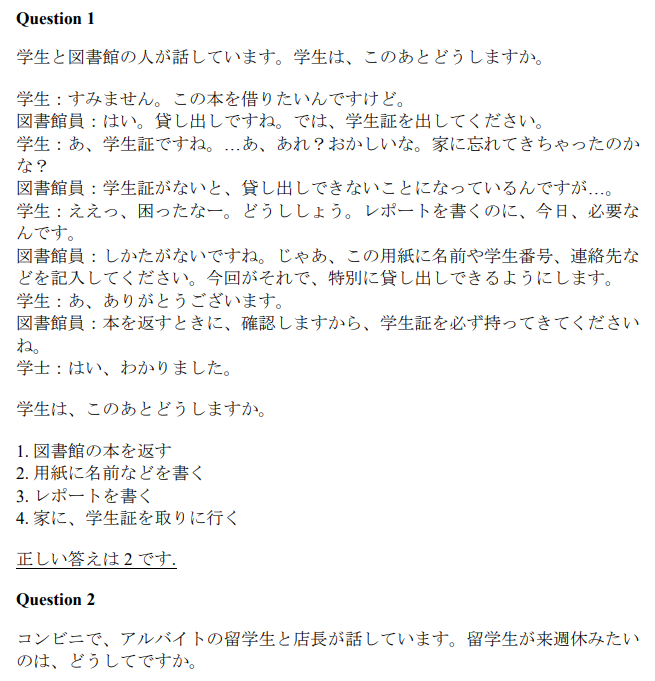 Question 1
学生と図書館の人が話しています。学生は、このあとどうしますか。
学生：すみません。この本を借りたいんですけど。
図書館員：はい。貸し出しですね。では、学生証を出してください。
学生：あ、学生証ですね。…あ、あれ？おかしいな。家に忘れてきちゃったのか
な？
図書館員：学生証がないと、貸し出しできないことになっているんですが…。
学生：ええっ、困ったなー。どうししょう。レポートを書くのに、今日、必要な
んです。
図書館員：しかたがないですね。じゃあ、この用紙に名前や学生番号、連絡先な
どを記入してください。今回がそれで、特別に貸し出しできるようにします。
学生：あ、ありがとうございます。
図書館員：本を返すときに、確認しますから、学生証を必ず持ってきてください
ね。
学士：はい、わかりました。
学生は、このあとどうしますか。
1. 図書館の本を返す
2. 用紙に名前などを書く
3. レポートを書く
4. 家に、学生証を取りに行く
正しい答えは 2 です.
Question 2
コンビニで、アルバイトの留学生と店長が話しています。留学生が来週休みたい
のは、どうしてですか。